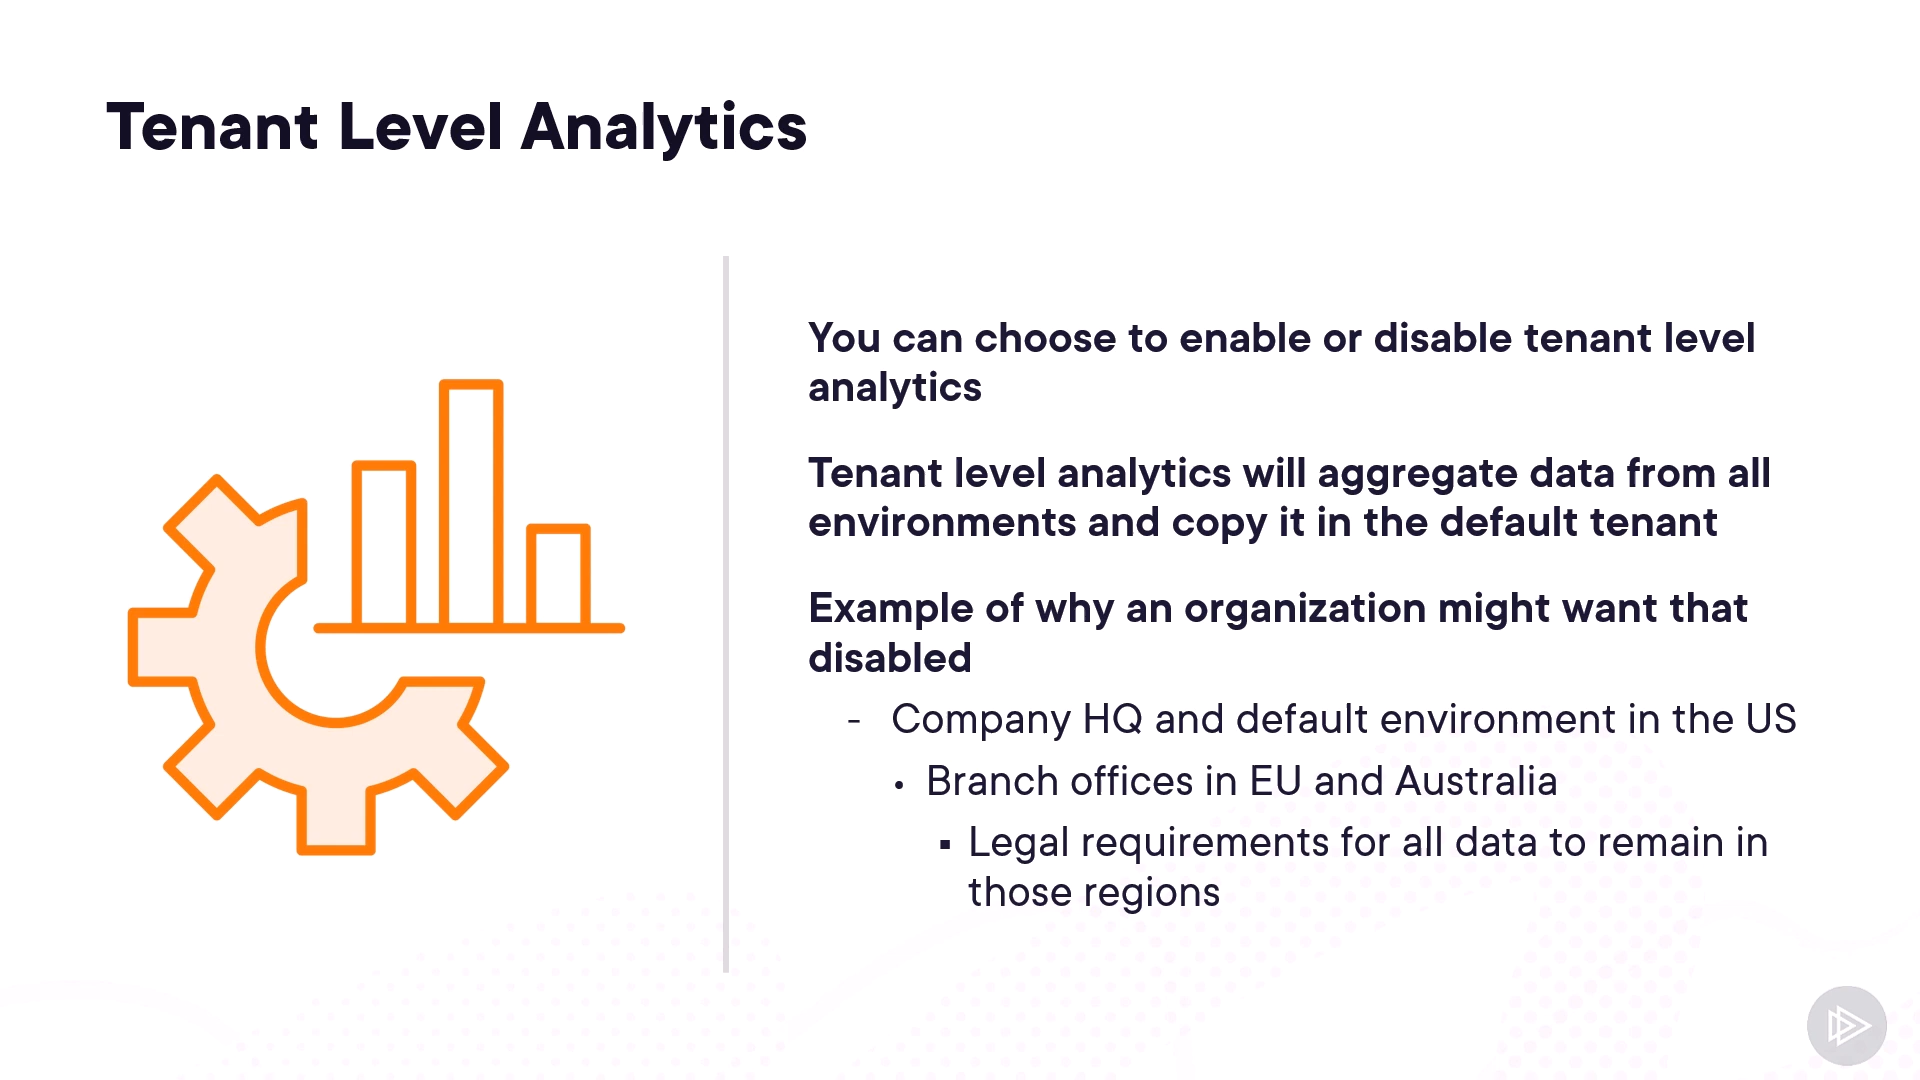 Tenant Level Analytics
You can choose to enable or disable tenant level
analytics
Tenant level analytics will aggregate data from all
environments and copy it in the default tenant
Example of why an organization might want that
disabled
- Company HQ and default environment in the US
• Branch offices in EU and Australia
▪ Legal requirements for all data to remain in
those regions